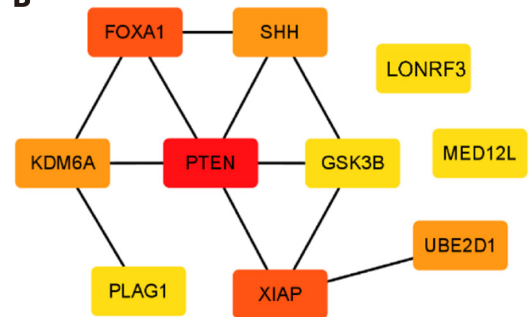 B
FOXA1
SHH
LONRF3
KDM6A
PTEN
GSK3B
MED12L
UBE2D1
PLAG1
XIAP